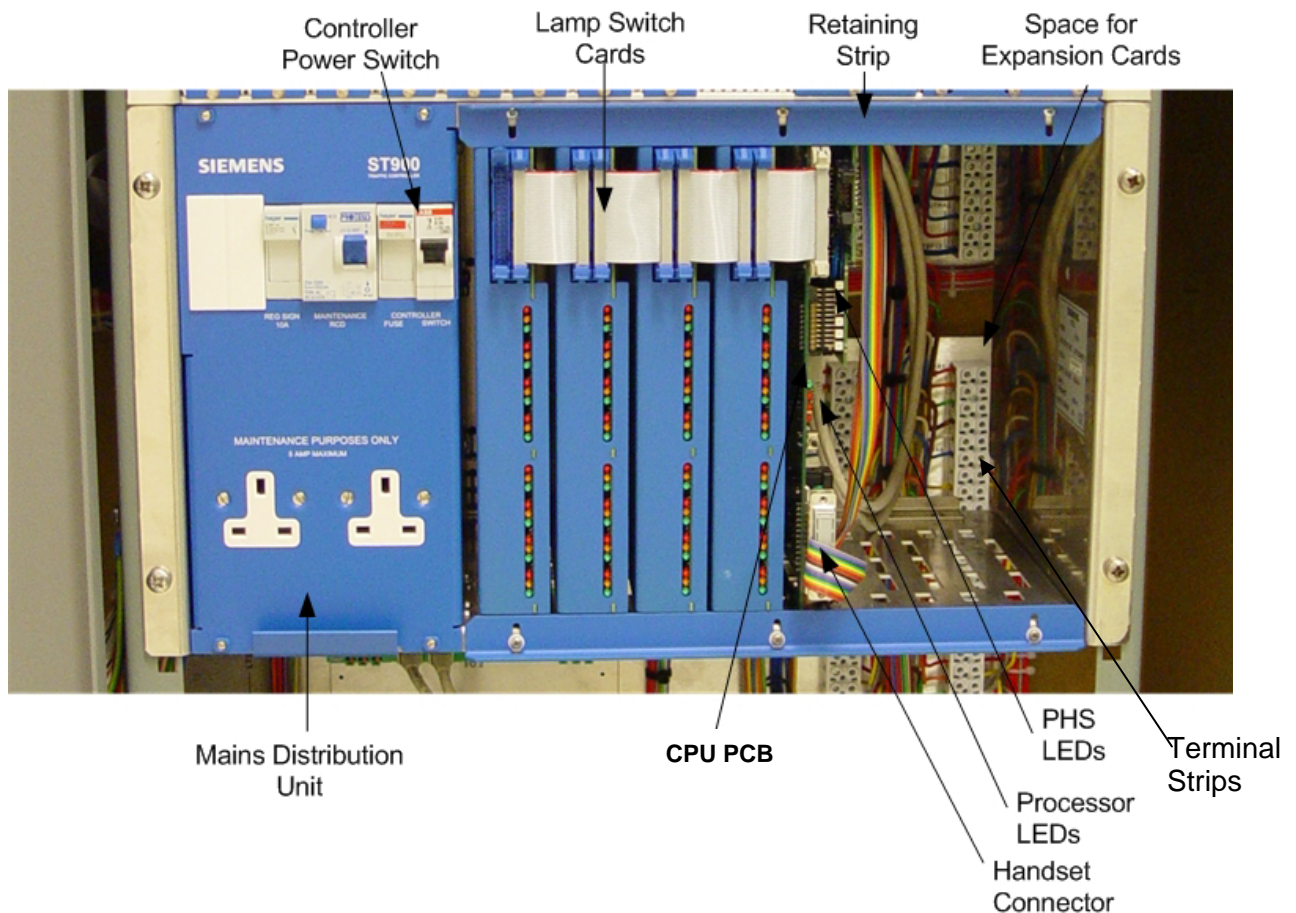 Controller
Power Switch
Lamp Switch
Cards
Retaining
Strip
Space for
Expansion Cards
SIEMENS
ST900
TRAFFIC CONTROLLER
REG SIGN
10A
MAINTENANCE
RCD
CONTROLLER
FUSE SWITCH
MAINTENANCE PURPOSES ONLY
5 AMP MAXIMUM
Mains Distribution
Unit
CPU PCB
PHS
LEDs
Terminal
Strips
Processor
LEDs
Handset
Connector